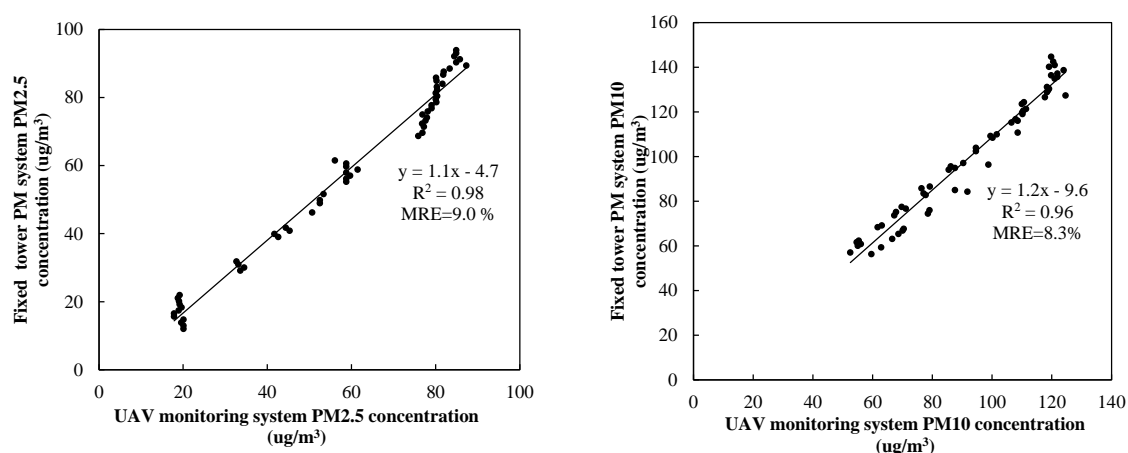 Fixed tower PM system PM2.5
concentration (ug/m³)
100
80
60
40
20
0
y = 1.1x - 4.7
R² = 0.98
MRE=9.0 %
0 20 40 60 80 100
UAV monitoring system PM2.5 concentration
(ug/m³)
Fixed tower PM system PM10
concentration (ug/m³)
160
140
120
100
80
60
40
20
0
y = 1.2x - 9.6
R² = 0.96
MRE=8.3%
0 20 40 60 80 100 120 140
UAV monitoring system PM10 concentration
(ug/m³)